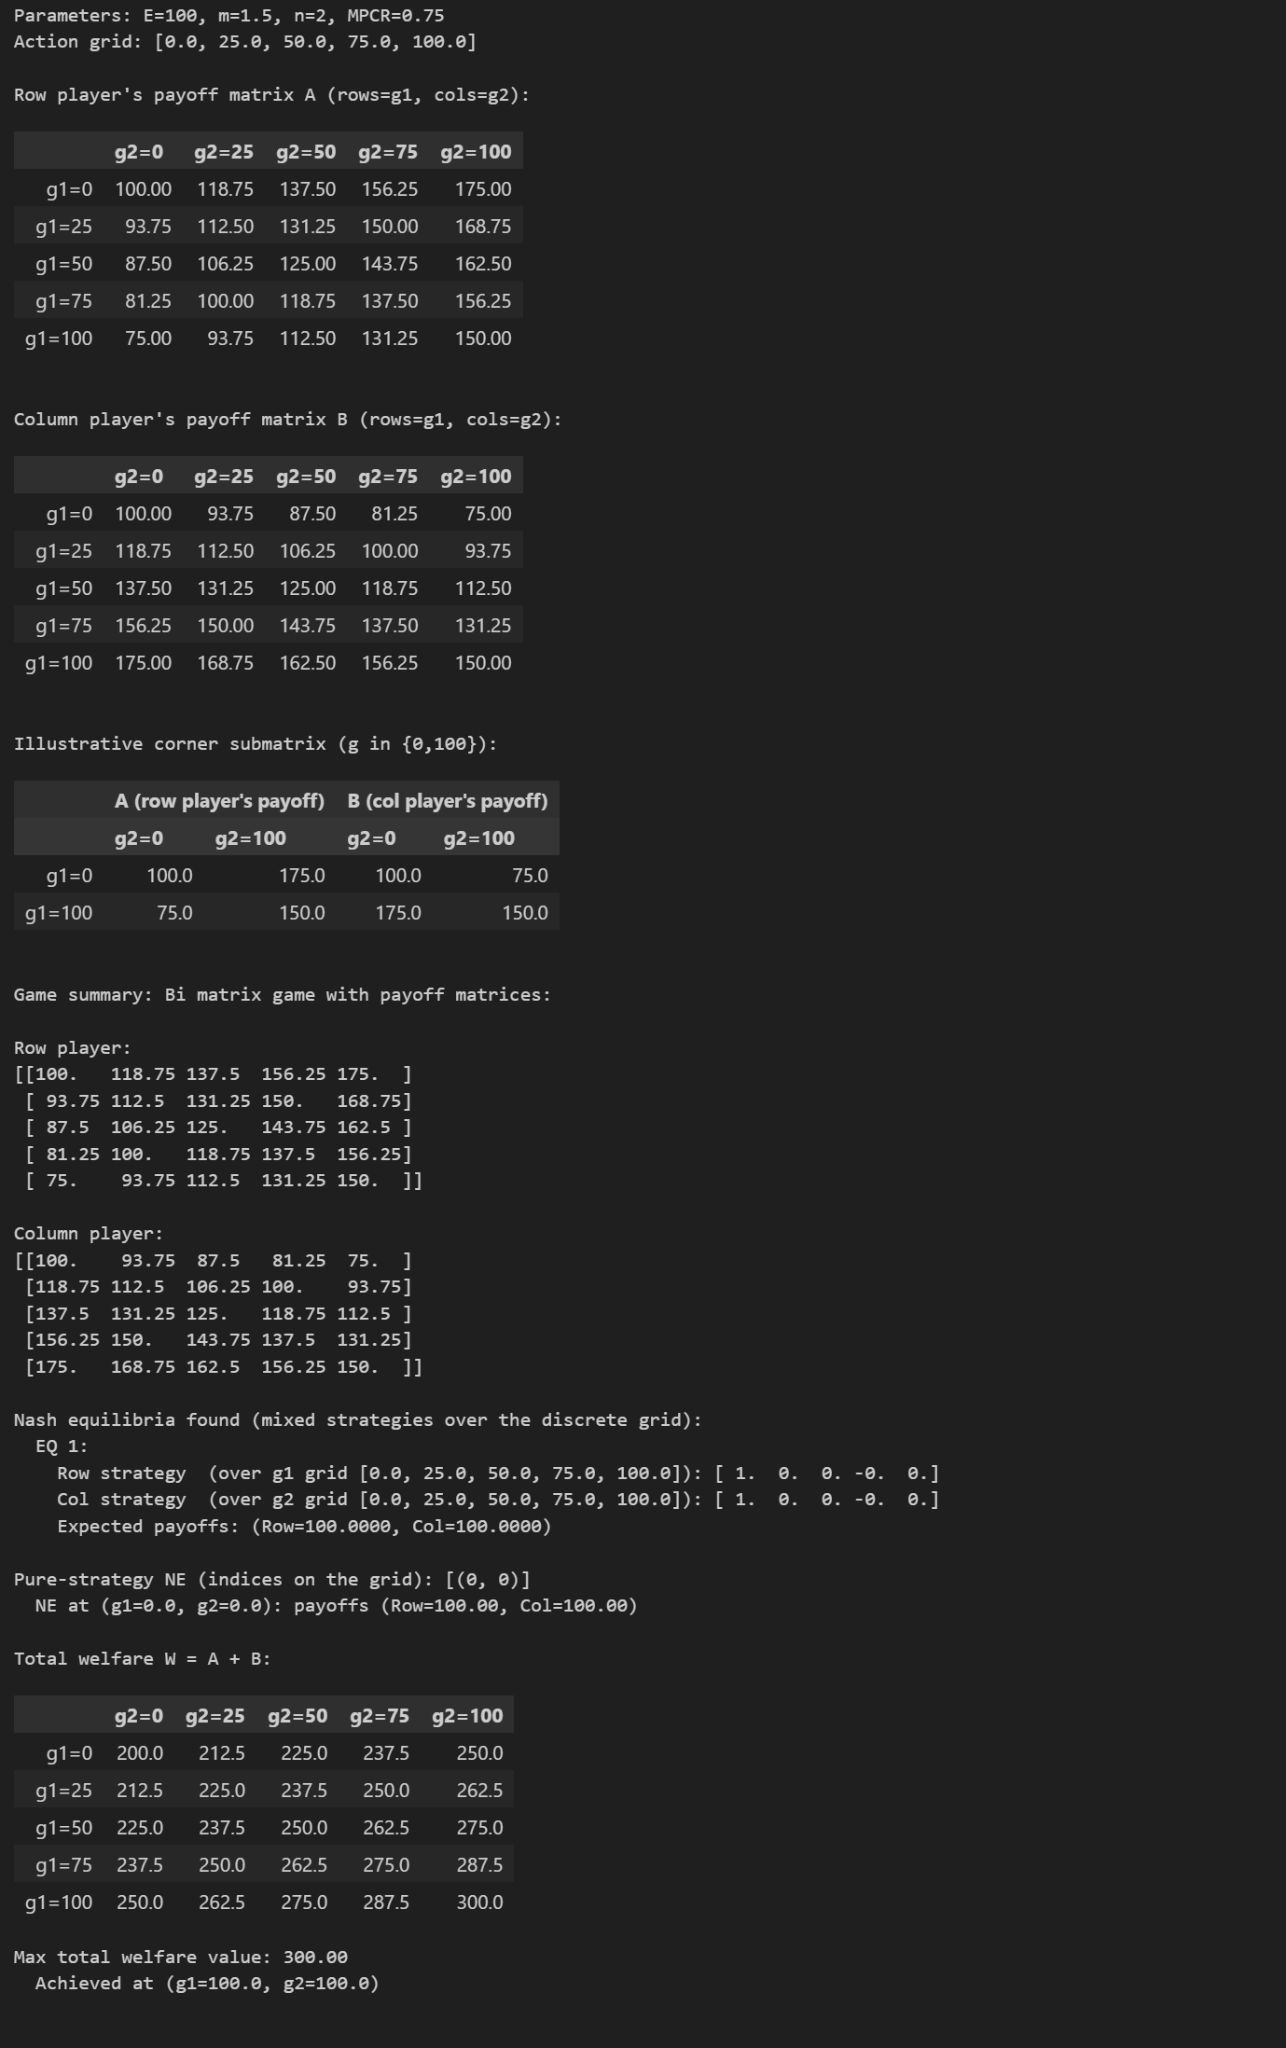 Parameters: E=100, m=1.5, n=2, MPCR=0.75
Action grid: [0.0, 25.0, 50.0, 75.0, 100.0]
Row player's payoff matrix A (rows=g1, cols=g2):
g2=0 g2=25 g2=50 g2=75 g2=100
g1=0 100.00 118.75 137.50 156.25 175.00
g1=25 93.75 112.50 131.25 150.00 168.75
g1=50 87.50 106.25 125.00 143.75 162.50
g1=75 81.25 100.00 118.75 137.50 156.25
g1=100 75.00 93.75 112.50 131.25 150.00
Column player's payoff matrix B (rows=g1, cols=g2):
g2=0 g2=25 g2=50 g2=75 g2=100
g1=0 100.00 93.75 87.50 81.25 75.00
g1=25 118.75 112.50 106.25 100.00 93.75
g1=50 137.50 131.25 125.00 118.75 112.50
g1=75 156.25 150.00 143.75 137.50 131.25
g1=100 175.00 168.75 162.50 156.25 150.00
Illustrative corner submatrix (g in {0,100}):
A (row player's payoff) B (col player's payoff)
g2=0 g2=100 g2=0 g2=100
g1=0 100.0 175.0 100.0 75.0
g1=100 75.0 150.0 175.0 150.0
Game summary: Bi matrix game with payoff matrices:
Row player:
[[100.   118.75 137.5  156.25 175.  ]
 [ 93.75 112.5  131.25 150.   168.75]
 [ 87.5  106.25 125.   143.75 162.5 ]
 [ 81.25 100.   118.75 137.5  156.25]
 [ 75.    93.75 112.5  131.25 150.  ]]
Column player:
[[100.    93.75  87.5   81.25  75.  ]
 [118.75 112.5  106.25 100.    93.75]
 [137.5  131.25 125.   118.75 112.5 ]
 [156.25 150.   143.75 137.5  131.25]
 [175.   168.75 162.5  156.25 150.  ]]
Nash equilibria found (mixed strategies over the discrete grid):
  EQ 1:
    Row strategy  (over g1 grid [0.0, 25.0, 50.0, 75.0, 100.0]): [ 1.  0.  0. -0.  0.]
    Col strategy  (over g2 grid [0.0, 25.0, 50.0, 75.0, 100.0]): [ 1.  0.  0. -0.  0.]
    Expected payoffs: (Row=100.0000, Col=100.0000)
Pure-strategy NE (indices on the grid): [(0, 0)]
  NE at (g1=0.0, g2=0.0): payoffs (Row=100.00, Col=100.00)
Total welfare W = A + B:
g2=0 g2=25 g2=50 g2=75 g2=100
g1=0 200.0 212.5 225.0 237.5 250.0
g1=25 212.5 225.0 237.5 250.0 262.5
g1=50 225.0 237.5 250.0 262.5 275.0
g1=75 237.5 250.0 262.5 275.0 287.5
g1=100 250.0 262.5 275.0 287.5 300.0
Max total welfare value: 300.00
  Achieved at (g1=100.0, g2=100.0)